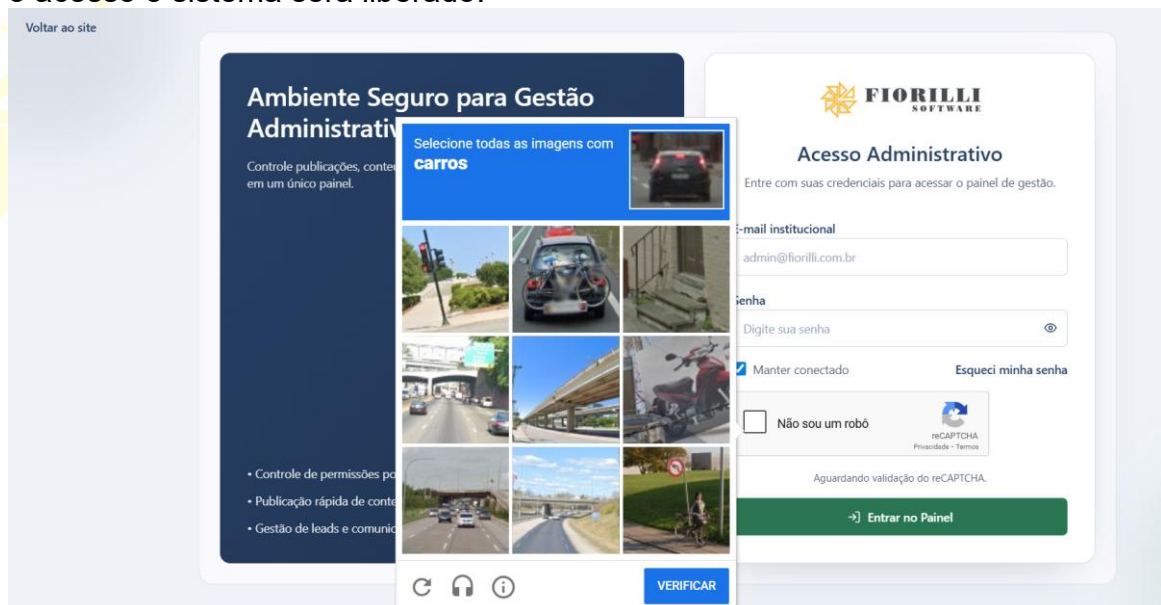 o acesso o sistema será liberado.
Voltar ao site
Ambiente Seguro para Gestão
Administrativ
Controle publicações, conte
em um único painel.
• Controle de permissões po
• Publicação rápida de conte
• Gestão de leads e comunic
Selecione todas as imagens com
carros
VERIFICAR
FIORILLI
SOFTWARE
Acesso Administrativo
Entre com suas credenciais para acessar o painel de gestão.
E-mail institucional
admin@fiorilli.com.br
Senha
Digite sua senha
Manter conectado
Esqueci minha senha
Não sou um robô
reCAPTCHA
Privacidade - Termos
Aguardando validação do reCAPTCHA.
Entrar no Painel